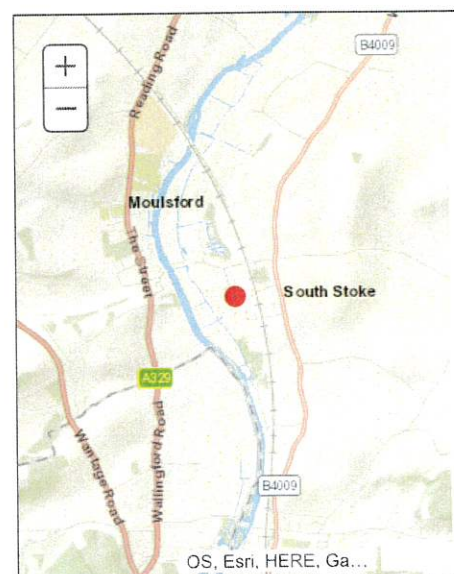 +
B4009
−
Reading Road
Moulsford
The Street
South Stoke
A329
Wantage Road
Wallingford Road
B4009
OS, Esri, HERE, Ga...